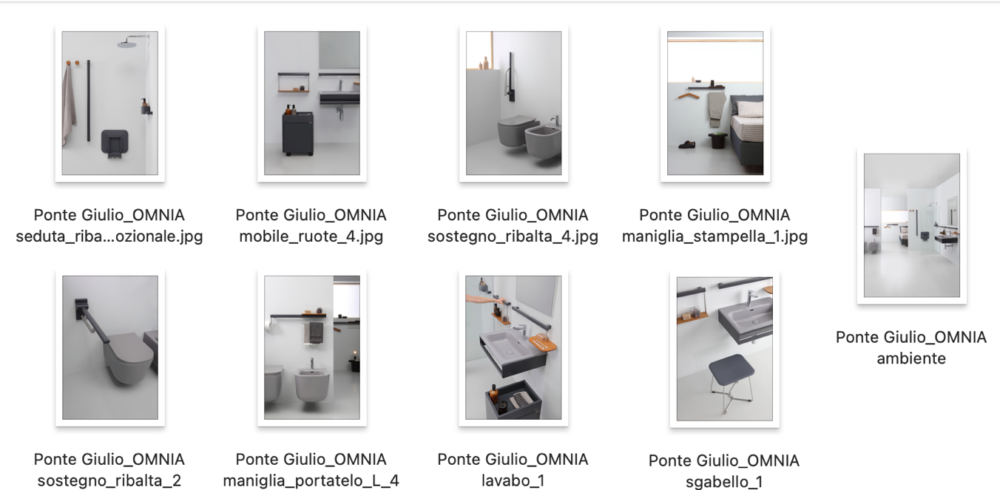 Ponte Giulio_OMNIA
seduta_riba...ozionale.jpg
Ponte Giulio_OMNIA
mobile_ruote_4.jpg
Ponte Giulio_OMNIA
sostegno_ribalta_4.jpg
Ponte Giulio_OMNIA
maniglia_stampella_1.jpg
Ponte Giulio_OMNIA
ambiente
Ponte Giulio_OMNIA
sostegno_ribalta_2
Ponte Giulio_OMNIA
maniglia_portatelo_L_4
Ponte Giulio_OMNIA
lavabo_1
Ponte Giulio_OMNIA
sgabello_1